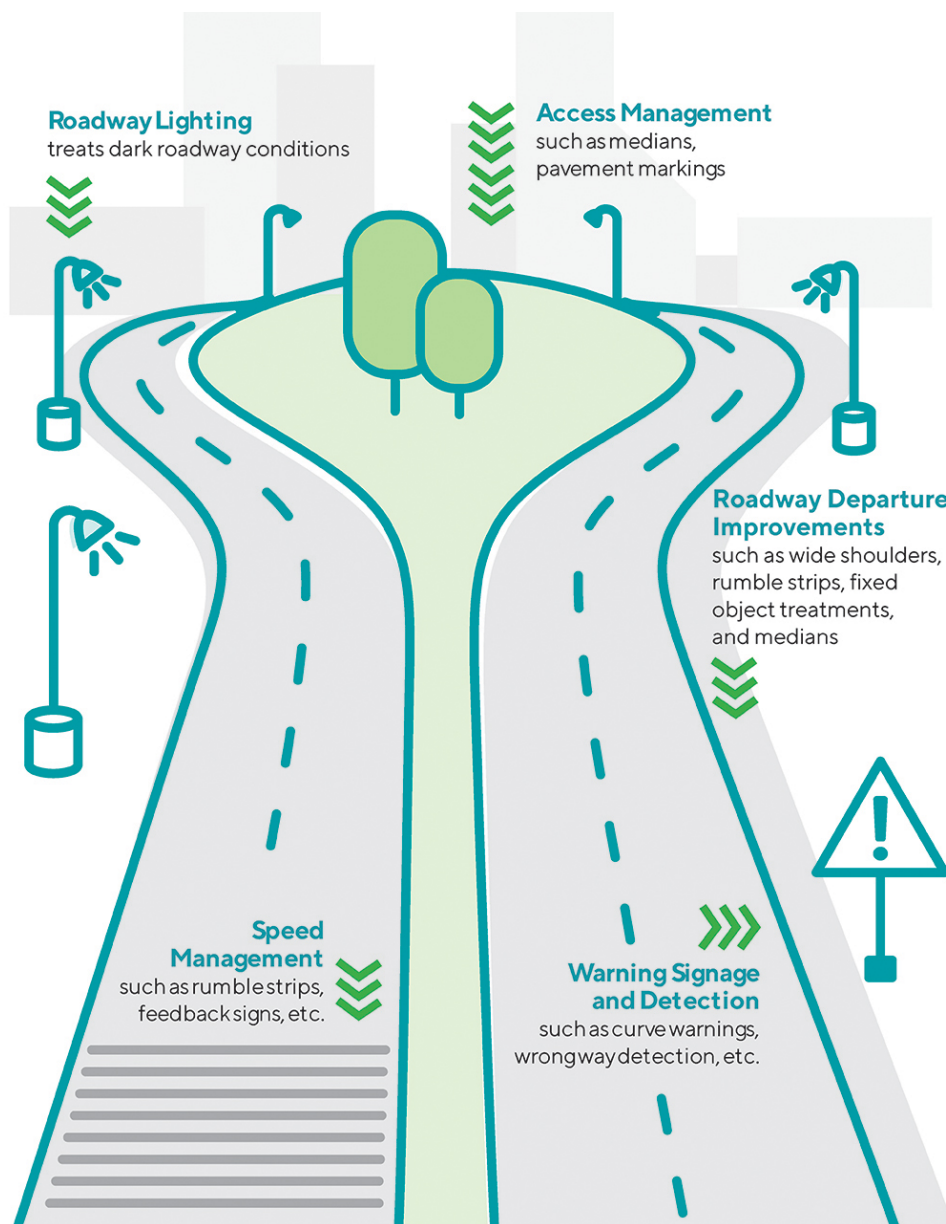 Roadway Lighting
treats dark roadway conditions
Access Management
such as medians,
pavement markings
Roadway Departure
Improvements
such as wide shoulders,
rumble strips, fixed
object treatments,
and medians
Speed
Management
such as rumble strips,
feedback signs, etc.
Warning Signage
and Detection
such as curve warnings,
wrong way detection, etc.